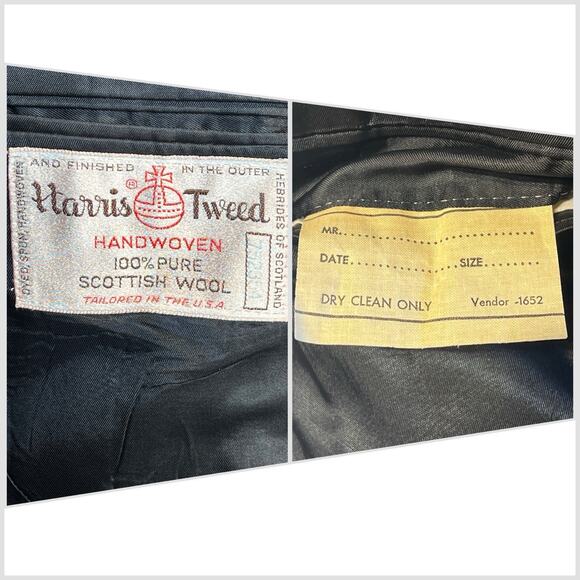 AND FINISHED IN THE OUTER
HEBRIDES OF SCOTLAND
DYED, SPUN, HANDWOVEN
Harris ® Tweed
HANDWOVEN
100% PURE
SCOTTISH WOOL
TAILORED IN THE U.S.A.
MR..............................
DATE.................SIZE.........
DRY CLEAN ONLY Vendor -1652